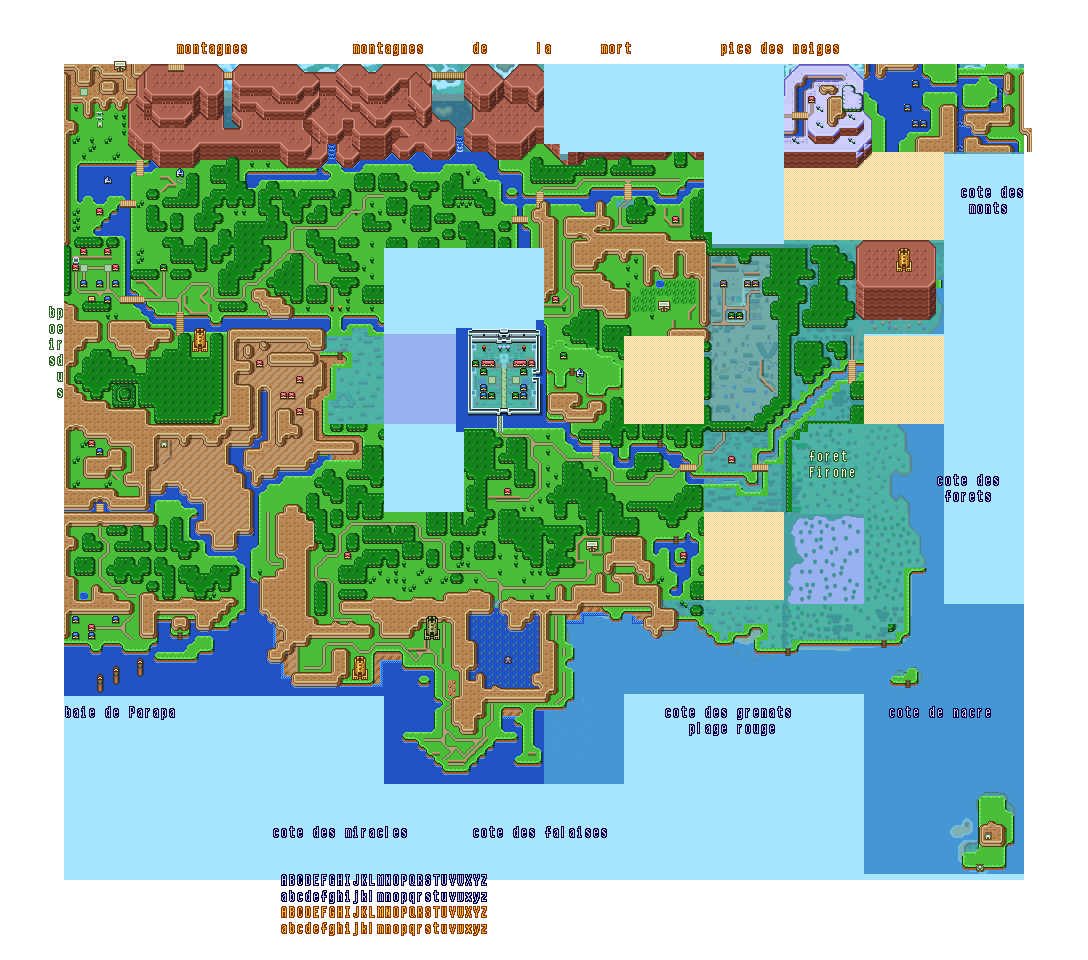 montagnes montagnes de la mort pics des neiges
cote des
monts
bp
oe
ir
sd
u
s
foret
Firone
cote des
forets
baie de Parapa
cote des grenats
plage rouge
cote de nacre
cote des miracles
cote des falaises
ABCDEFGHIJKLMNOPQRSTUVWXYZ
abcdefghijklmnopqrstuvwxyz
ABCDEFGHIJKLMNOPQRSTUVWXYZ
abcdefghijklmnopqrstuvwxyz